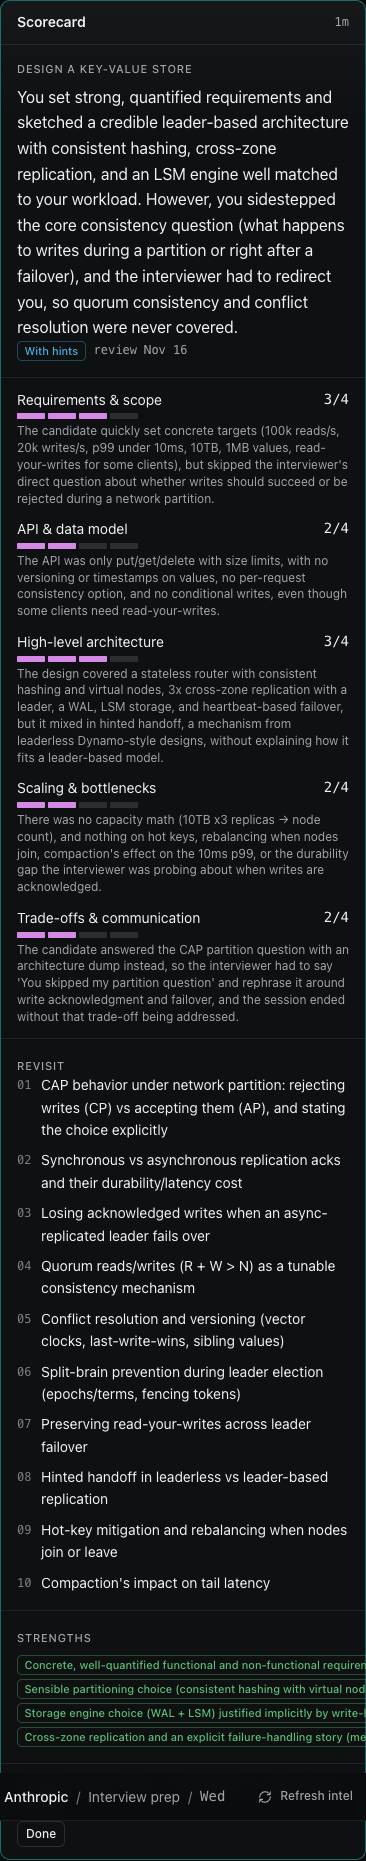 Scorecard 1m
DESIGN A KEY-VALUE STORE
You set strong, quantified requirements and
sketched a credible leader-based architecture
with consistent hashing, cross-zone
replication, and an LSM engine well matched
to your workload. However, you sidestepped
the core consistency question (what happens
to writes during a partition or right after a
failover), and the interviewer had to redirect
you, so quorum consistency and conflict
resolution were never covered.
With hints review Nov 16
Requirements & scope 3/4
The candidate quickly set concrete targets (100k reads/s,
20k writes/s, p99 under 10ms, 10TB, 1MB values, read-
your-writes for some clients), but skipped the interviewer's
direct question about whether writes should succeed or be
rejected during a network partition.
API & data model 2/4
The API was only put/get/delete with size limits, with no
versioning or timestamps on values, no per-request
consistency option, and no conditional writes, even though
some clients need read-your-writes.
High-level architecture 3/4
The design covered a stateless router with consistent
hashing and virtual nodes, 3x cross-zone replication with a
leader, a WAL, LSM storage, and heartbeat-based failover,
but it mixed in hinted handoff, a mechanism from
leaderless Dynamo-style designs, without explaining how it
fits a leader-based model.
Scaling & bottlenecks 2/4
There was no capacity math (10TB x3 replicas → node
count), and nothing on hot keys, rebalancing when nodes
join, compaction's effect on the 10ms p99, or the durability
gap the interviewer was probing about when writes are
acknowledged.
Trade-offs & communication 2/4
The candidate answered the CAP partition question with an
architecture dump instead, so the interviewer had to say
'You skipped my partition question' and rephrase it around
write acknowledgment and failover, and the session ended
without that trade-off being addressed.
REVISIT
01 CAP behavior under network partition: rejecting
writes (CP) vs accepting them (AP), and stating
the choice explicitly
02 Synchronous vs asynchronous replication acks
and their durability/latency cost
03 Losing acknowledged writes when an async-
replicated leader fails over
04 Quorum reads/writes (R + W > N) as a tunable
consistency mechanism
05 Conflict resolution and versioning (vector
clocks, last-write-wins, sibling values)
06 Split-brain prevention during leader election
(epochs/terms, fencing tokens)
07 Preserving read-your-writes across leader
failover
08 Hinted handoff in leaderless vs leader-based
replication
09 Hot-key mitigation and rebalancing when nodes
join or leave
10 Compaction's impact on tail latency
STRENGTHS
Concrete, well-quantified functional and non-functional
Sensible partitioning choice (consistent hashing with virtual
Storage engine choice (WAL + LSM) justified implicitly by
Cross-zone replication and an explicit failure-handling story
Anthropic / Interview prep / Wed Refresh intel
Done